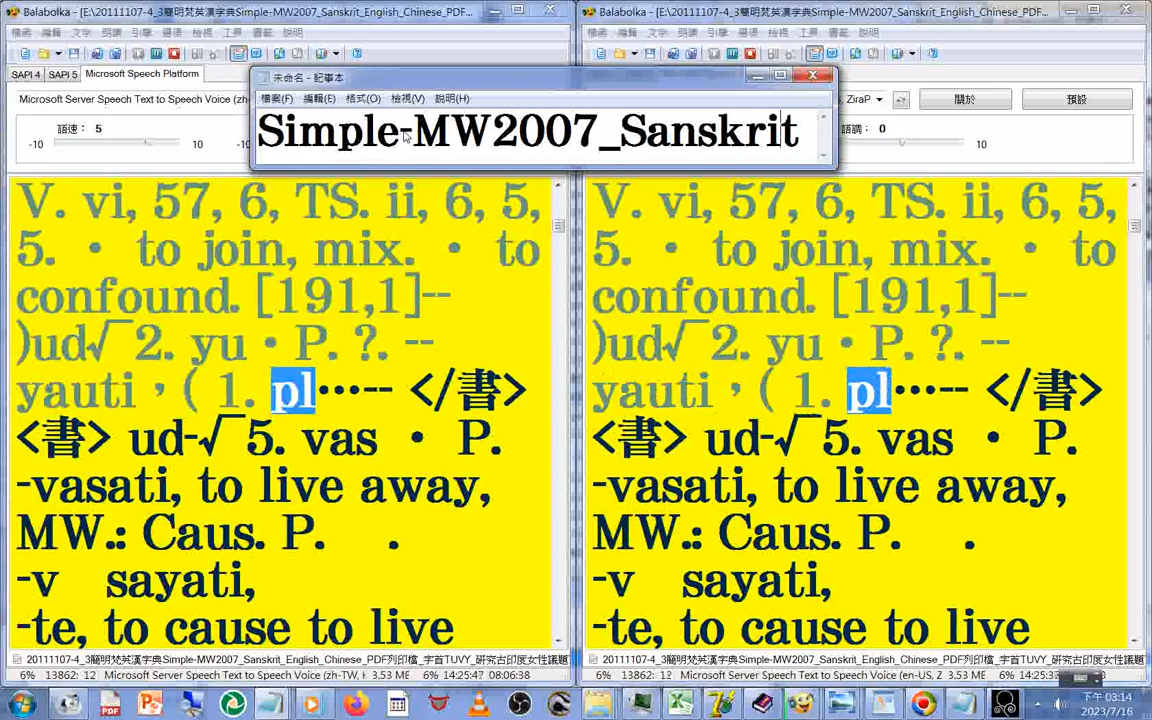 Balabolka - [E:\20111107-4_3簡明梵英漢字典Simple-MW2007_Sanskrit_English_Chinese_PDF...
Balabolka - [E:\20111107-4_3簡明梵英漢字典Simple-MW2007_Sanskrit_English_Chinese_PDF...
SAPI 4 SAPI 5 Microsoft Speech Platform
未命名 - 記事本
檔案(F) 編輯(E) 格式(O) 檢視(V) 說明(H)
Simple-MW2007_Sanskrit
Microsoft Server Speech Text to Speech Voice (zh-
, ZiraP
關於
預設
語速： 5
-10 10
語調： 0
10
V. vi, 57, 6, TS. ii, 6, 5,
5. • to join, mix. • to
confound. [191,1]--
)ud√ 2. yu • P. ?. --
yauti，( 1. pl…-- </書>
<書> ud-√ 5. vas • P.
-vasati, to live away,
MW.: Caus. P. .
-v sayati,
-te, to cause to live
V. vi, 57, 6, TS. ii, 6, 5,
5. • to join, mix. • to
confound. [191,1]--
)ud√ 2. yu • P. ?. --
yauti，( 1. pl…-- </書>
<書> ud-√ 5. vas • P.
-vasati, to live away,
MW.: Caus. P. .
-v sayati,
-te, to cause to live
20111107-4_3簡明梵英漢字典Simple-MW2007_Sanskrit_English_Chinese_PDF列印檔_字首TUVY_研究古印度女性議題
20111107-4_3簡明梵英漢字典Simple-MW2007_Sanskrit_English_Chinese_PDF列印檔_字首TUVY_研究古印度女性議題
6% 13862: 12 Microsoft Server Speech Text to Speech Voice (zh-TW, H 3.53 ME 6% 14:25:47 08:06:38
6% 13862: 12 Microsoft Server Speech Text to Speech Voice (en-US, Z 3.53 ME 6% 14:25:33
下午 03:14
2023/7/16